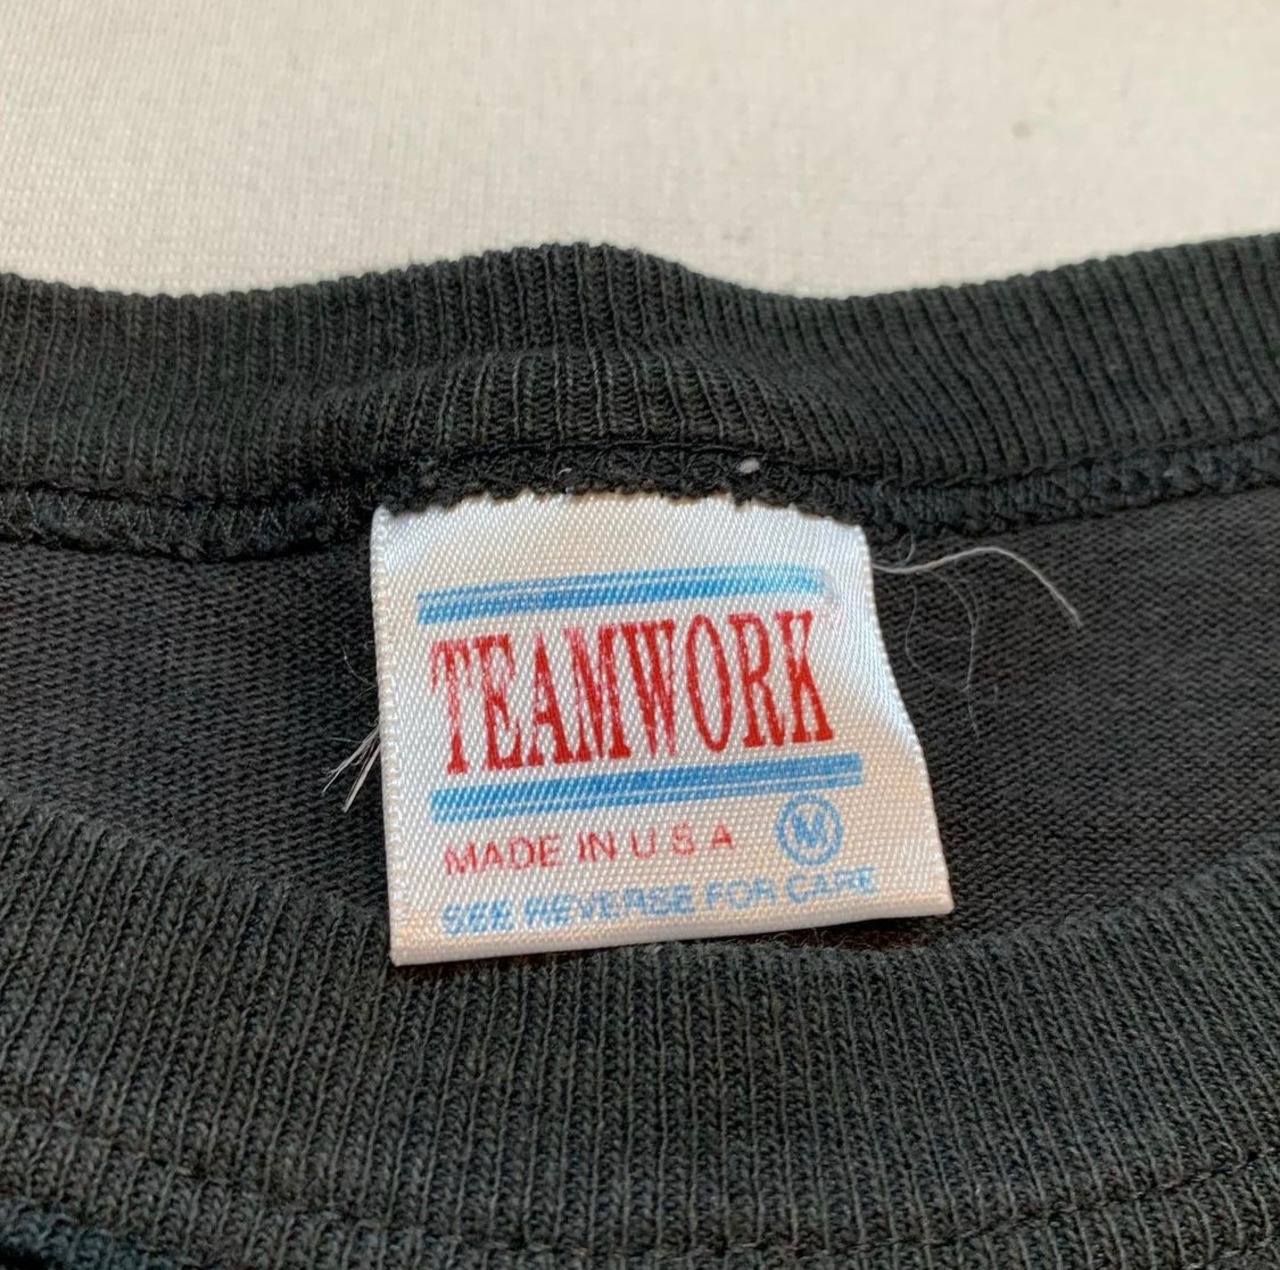 TEAMWORK
MADE IN U S A M
SEE REVERSE FOR CARE